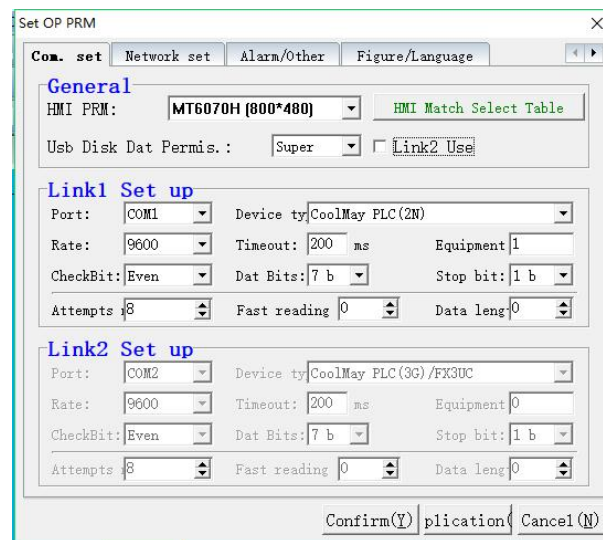 Set OP PRM
Com. set Network set Alarm/Other Figure/Language
General
HMI PRM: MT6070H (800*480) HMI Match Select Table
Usb Disk Dat Permis.: Super Link2 Use
Link1 Set up
Port: COM1 Device ty CoolMay PLC(2N)
Rate: 9600 Timeout: 200 ms Equipment 1
CheckBit: Even Dat Bits: 7 b Stop bit: 1 b
Attempts 8 Fast reading 0 Data leng 0
Link2 Set up
Port: COM2 Device ty CoolMay PLC(3G)/FX3UC
Rate: 9600 Timeout: 200 ms Equipment 0
CheckBit: Even Dat Bits: 7 b Stop bit: 1 b
Attempts 8 Fast reading 0 Data leng 0
Confirm(Y) plication( Cancel(N)